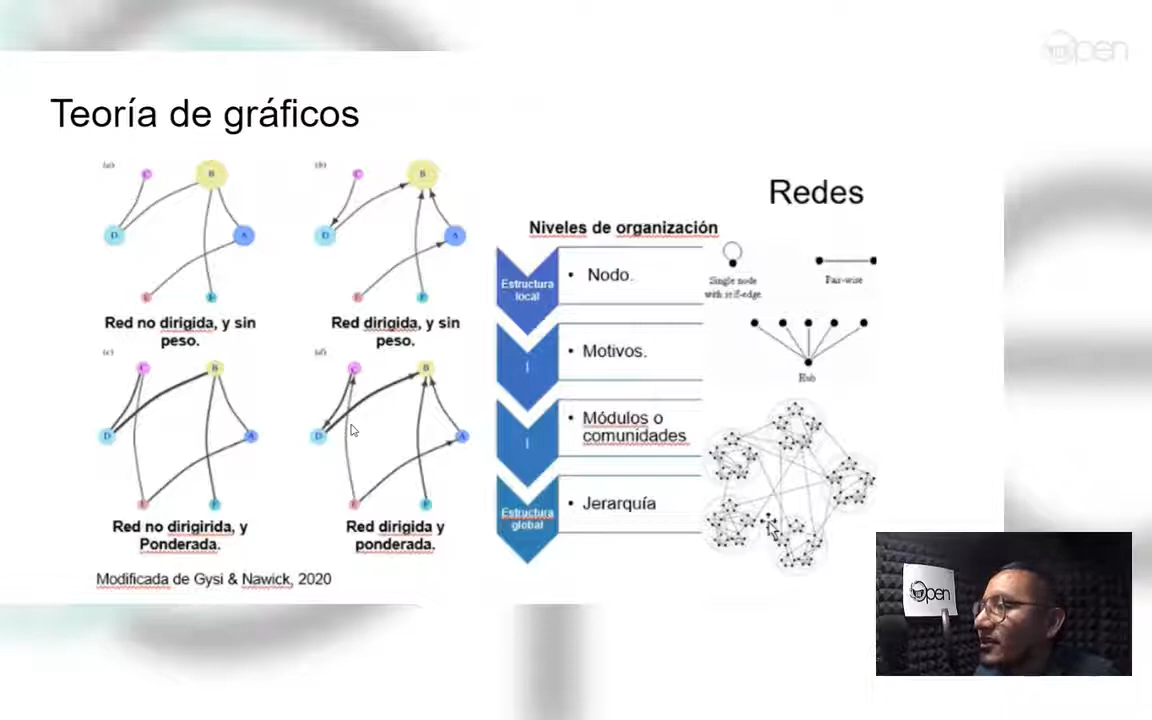 Open
Teoría de gráficos
Redes
(a)
C
B
D
A
E
F
Red no dirigida, y sin
peso.
(b)
C
B
D
A
E
F
Red dirigida, y sin
peso.
(c)
C
B
D
A
E
F
Red no dirigirida, y
Ponderada.
(d)
C
B
D
A
E
F
Red dirigida y
ponderada.
Modificada de Gysi & Nawick, 2020
Niveles de organización
Estructura
local
• Nodo.
• Motivos.
• Módulos o
comunidades
Estructura
global
• Jerarquía
Single node
with self-edge
Pair-wise
Hub
Open